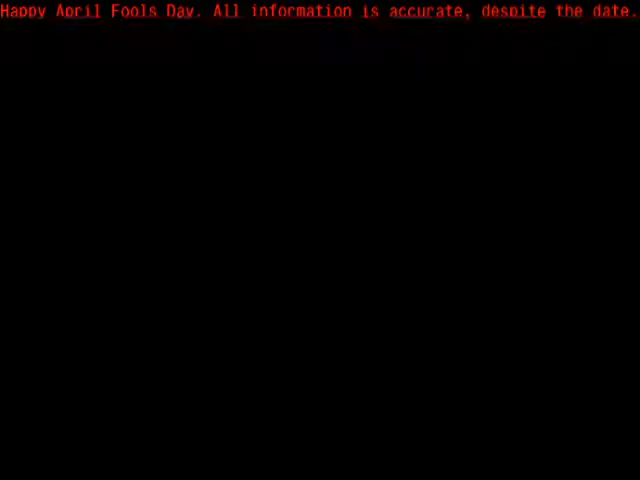 Happy April Fools Day. All information is accurate, despite the date.